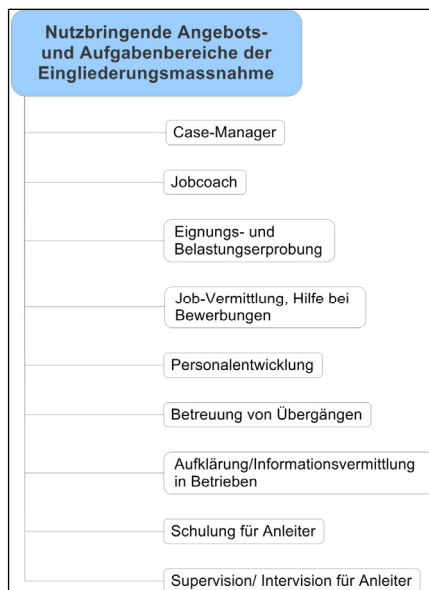 Nutzbringende Angebots-
und Aufgabenbereiche der
Eingliederungsmassnahme
Case-Manager
Jobcoach
Eignungs- und
Belastungserprobung
Job-Vermittlung, Hilfe bei
Bewerbungen
Personalentwicklung
Betreuung von Übergängen
Aufklärung/Informationsvermittlung
in Betrieben
Schulung für Anleiter
Supervision/ Intervision für Anleiter